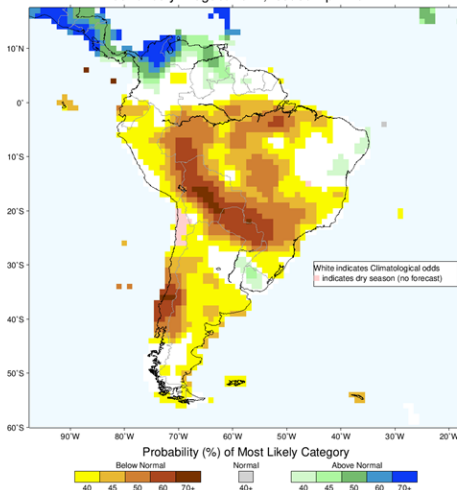 10°N
0°
10°S
20°S
30°S
40°S
50°S
60°S
White indicates Climatological odds
indicates dry season (no forecast)
90°W 80°W 70°W 60°W 50°W 40°W 30°W 20°W
Probability (%) of Most Likely Category
Below Normal Normal Above Normal
40 45 50 60 70+ 40+ 40 45 50 60 70+